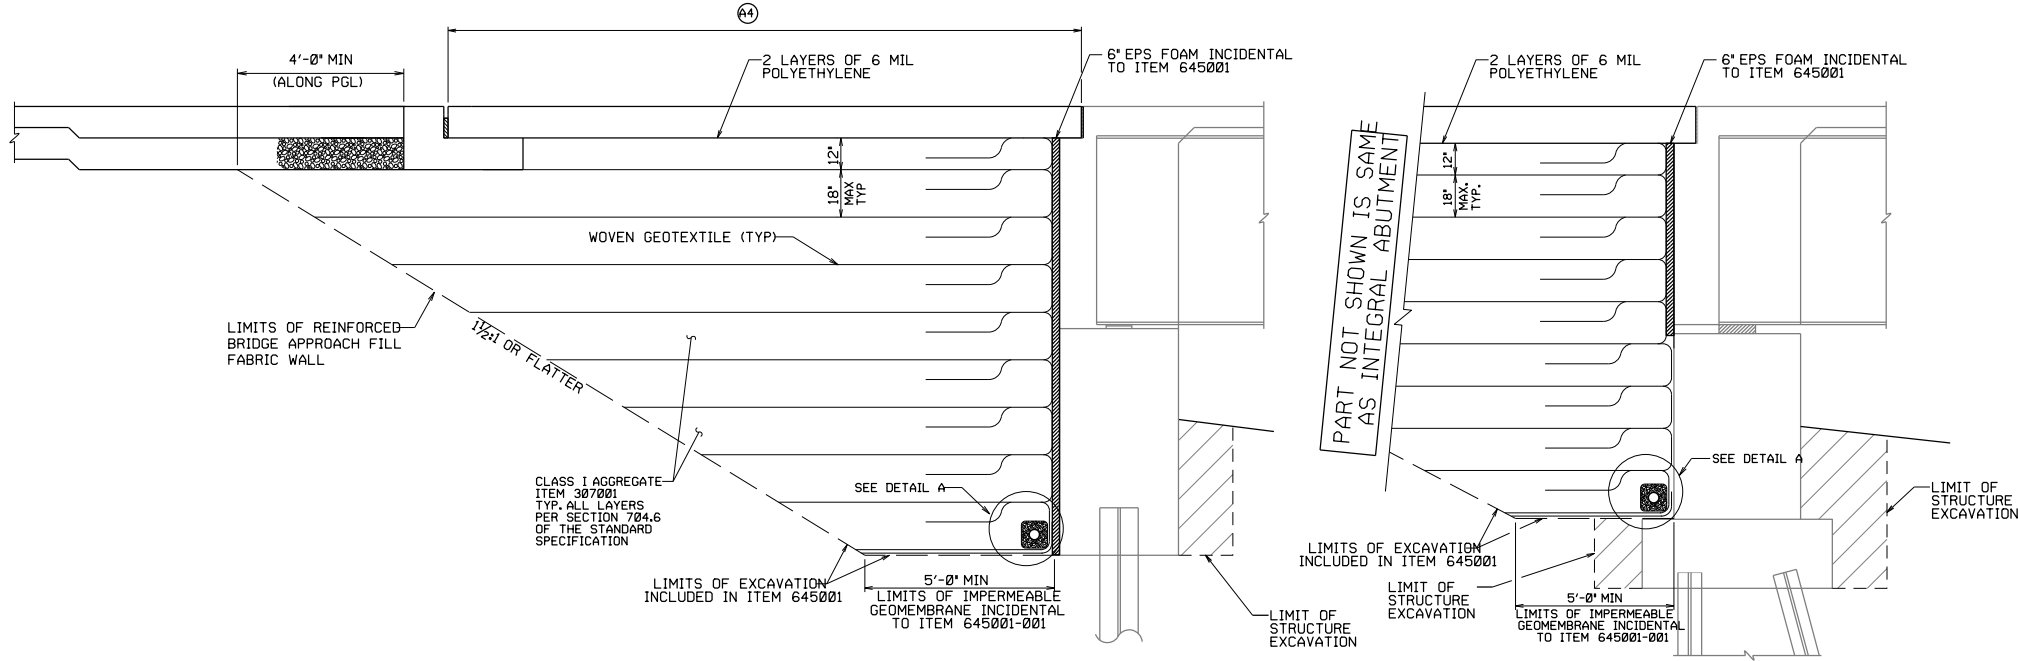 A4
4'-0" MIN
(ALONG PGL)
2 LAYERS OF 6 MIL
POLYETHYLENE
6" EPS FOAM INCIDENTAL
TO ITEM 645001
12"
18"
MAX
TYP
WOVEN GEOTEXTILE (TYP)
LIMITS OF REINFORCED
BRIDGE APPROACH FILL
FABRIC WALL
1½:1 OR FLATTER
CLASS I AGGREGATE
ITEM 307001
TYP. ALL LAYERS
PER SECTION 704.6
OF THE STANDARD
SPECIFICATION
SEE DETAIL A
LIMITS OF EXCAVATION
INCLUDED IN ITEM 645001
5'-0" MIN
LIMITS OF IMPERMEABLE
GEOMEMBRANE INCIDENTAL
TO ITEM 645001-001
LIMIT OF
STRUCTURE
EXCAVATION
2 LAYERS OF 6 MIL
POLYETHYLENE
6" EPS FOAM INCIDENTAL
TO ITEM 645001
12"
18"
MAX.
TYP.
PART NOT SHOWN IS SAME
AS INTEGRAL ABUTMENT
SEE DETAIL A
LIMIT OF
STRUCTURE
EXCAVATION
LIMITS OF EXCAVATION
INCLUDED IN ITEM 645001
LIMIT OF
STRUCTURE
EXCAVATION
5'-0" MIN
LIMITS OF IMPERMEABLE
GEOMEMBRANE INCIDENTAL
TO ITEM 645001-001